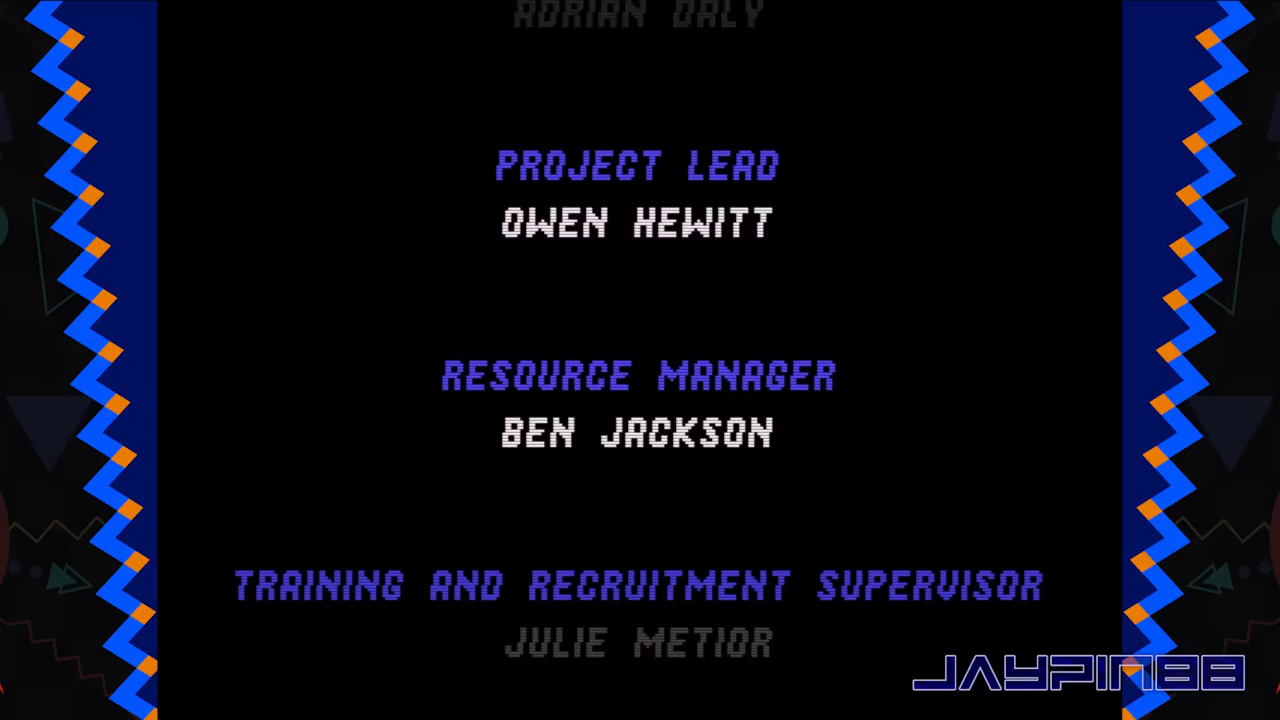 ADRIAN DALY
PROJECT LEAD
OWEN HEWITT
RESOURCE MANAGER
BEN JACKSON
TRAINING AND RECRUITMENT SUPERVISOR
JULIE METIOR
JAYPIN88